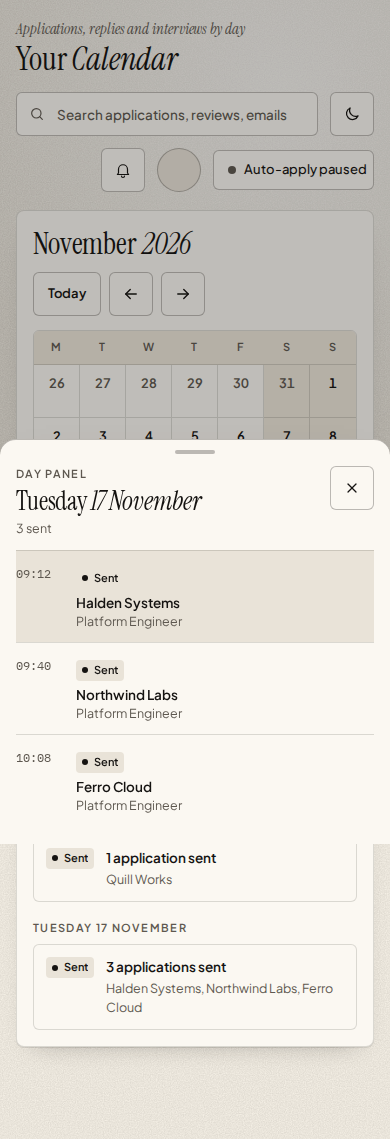 Applications, replies and interviews by day
Your Calendar
Search applications, reviews, emails
Auto-apply paused
November 2026
Today
M T W T F S S
26 27 28 29 30 31 1
2 3 4 5 6 7 8
DAY PANEL
Tuesday 17 November
3 sent
09:12 Sent
Halden Systems
Platform Engineer
09:40 Sent
Northwind Labs
Platform Engineer
10:08 Sent
Ferro Cloud
Platform Engineer
Sent 1 application sent
Quill Works
TUESDAY 17 NOVEMBER
Sent 3 applications sent
Halden Systems, Northwind Labs, Ferro
Cloud